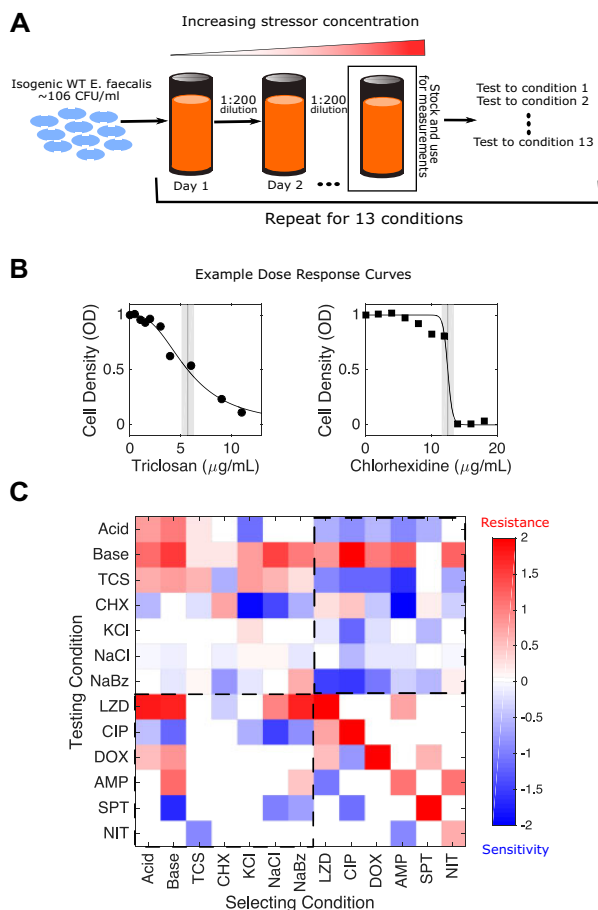 A
Increasing stressor concentration
Isogenic WT E. faecalis
~106 CFU/ml
1:200
dilution
1:200
dilution
Stock and use
for measurements
Test to condition 1
Test to condition 2
Test to condition 13
Day 1
Day 2
Repeat for 13 conditions
B
Example Dose Response Curves
Cell Density (OD)
1
0.5
0
0 5 10
Triclosan (μg/mL)
Cell Density (OD)
1
0.5
0
0 10 20
Chlorhexidine (μg/mL)
C
Testing Condition
Acid
Base
TCS
CHX
KCl
NaCl
NaBz
LZD
CIP
DOX
AMP
SPT
NIT
Acid Base TCS CHX KCl NaCl NaBz LZD CIP DOX AMP SPT NIT
Selecting Condition
Resistance
2
1.5
1
0.5
0
-0.5
-1
-1.5
-2
Sensitivity